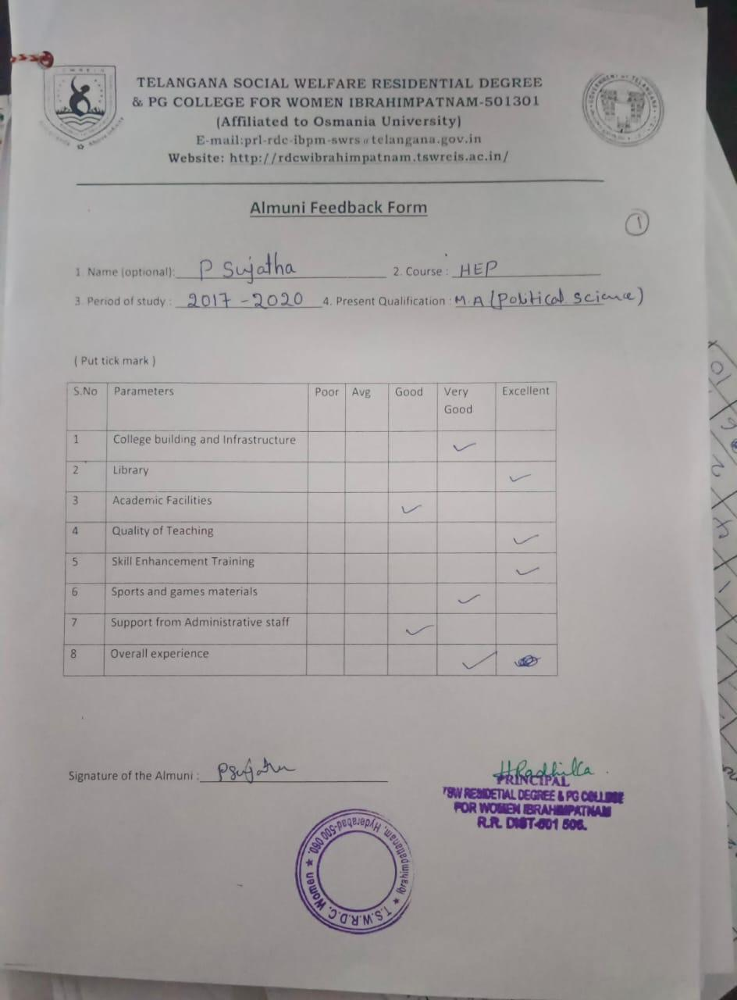 TELANGANA SOCIAL WELFARE RESIDENTIAL DEGREE
& PG COLLEGE FOR WOMEN IBRAHIMPATNAM-501301
(Affiliated to Osmania University)
E-mail:prl-rdc-ibpm-swrs@telangana.gov.in
Website: http://rdcwibrahimpatnam.tswreis.ac.in/
Almuni Feedback Form
1
1. Name (optional): P Sujatha 2. Course : HEP
3. Period of study : 2017 - 2020 4. Present Qualification : M.A (Political science)
( Put tick mark )
S.No Parameters Poor Avg Good Very Good Excellent
1 College building and Infrastructure ✓
2 Library ✓
3 Academic Facilities ✓
4 Quality of Teaching ✓
5 Skill Enhancement Training ✓
6 Sports and games materials ✓
7 Support from Administrative staff ✓
8 Overall experience ✓
Signature of the Almuni : P Sujatha
HRadhika
PRINCIPAL
TSW RESIDETIAL DEGREE & PG COLLEGE
FOR WOMEN IBRAHIMPATNAM
R.R. DIST-501 506.
T.S.W.R.D.C. Women ★ Ibrahimpattanam, Hyderabad-500 060. ★